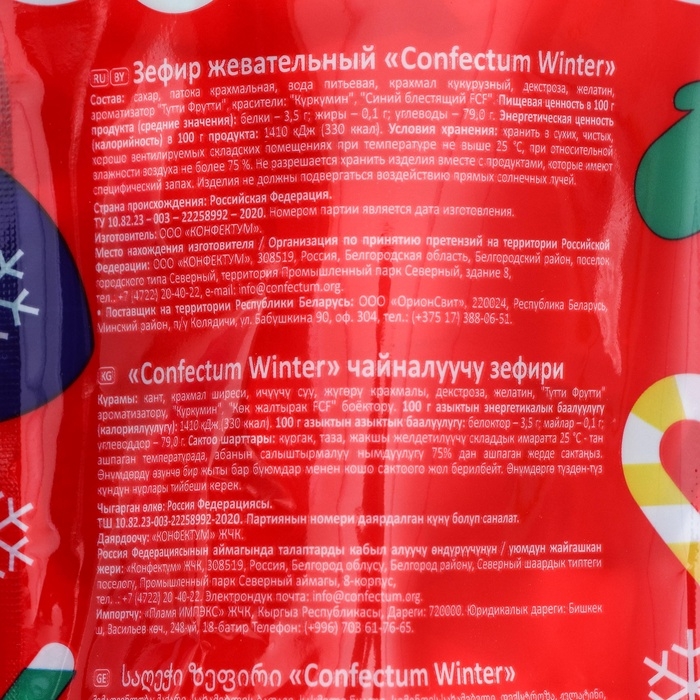 RU BY Зефир жевательный «Confectum Winter»
Состав: сахар, патока крахмальная, вода питьевая, крахмал кукурузный, декстроза, желатин,
ароматизатор "Тутти Фрутти", красители: "Куркумин", "Синий блестящий FCF". Пищевая ценность в 100 г
продукта (средние значения): белки – 3,5 г; жиры – 0,1 г; углеводы – 79,0 г. Энергетическая ценность
(калорийность) в 100 г продукта: 1410 кДж (330 ккал). Условия хранения: хранить в сухих, чистых,
хорошо вентилируемых складских помещениях при температуре не выше 25 °С, при относительной
влажности воздуха не более 75 %. Не разрешается хранить изделия вместе с продуктами, которые имеют
специфический запах. Изделия не должны подвергаться воздействию прямых солнечных лучей.
Страна происхождения: Российская Федерация.
ТУ 10.82.23 – 003 – 22258992 – 2020. Номером партии является дата изготовления.
Изготовитель: ООО «КОНФЕКТУМ».
Место нахождения изготовителя / Организация по принятию претензий на территории Российской
Федерации: ООО «КОНФЕКТУМ», 308519, Россия, Белгородская область, Белгородский район, поселок
городского типа Северный, территория Промышленный парк Северный, здание 8,
тел.: +7 (4722) 20-40-22, e-mail: info@confectum.org.
• Поставщик на территории Республики Беларусь: ООО «ОрионСвит», 220024, Республика Беларусь,
Минский район, п/у Колядичи, ул. Бабушкина 90, оф. 304, тел.: (+375 17) 388-06-51.
KG «Confectum Winter» чайналуучу зефири
Курамы: кант, крахмал ширеси, ичүүчү суу, жүгөрү крахмалы, декстроза, желатин, "Тутти Фрутти"
ароматизатору, "Куркумин", "Көк жалтырак FCF" боёктору. 100 г азыктын энергетикалык баалуулугу
(калориялуулугу): 1410 кДж (330 ккал). 100 г азыктын азыктык баалуулугу: белоктор – 3,5 г; майлар – 0,1 г;
углеводдор – 79,0 г. Сактоо шарттары: кургак, таза, жакшы желдетилүүчү складдык имаратта 25 °С - тан
ашпаган температурада, абанын салыштырмалуу нымдуулугу 75% дан ашпаган жерде сактаңыз.
Өнүмдөрдү өзүнчө бир жыты бар буюмдар менен кошо сактоого жол берилбейт. Өнүмдөргө түздөн-түз
күндүн нурлары тийбеши керек.
Чыгарган өлкө: Россия Федерациясы.
ТШ 10.82.23-003-22258992-2020. Партиянын номери даярдалган күнү болуп саналат.
Даярдоочу: «КОНФЕКТУМ» ЖЧК.
Россия Федерациясынын аймагында талаптарды кабыл алуучу өндүрүүчүнүн / уюмдун жайгашкан
жери: «Конфектум» ЖЧК, 308519, Россия, Белгород облусу, Белгород району, Северный шаардык типтеги
поселогу, Промышленный парк Северный аймагы, 8-корпус,
тел.: +7 (4722) 20-40-22, Электрондук почта: info@confectum.org.
Импортчу: «Пламя ИМПЭКС» ЖЧК, Кыргыз Республикасы, Дареги: 720000. Юридикалык дареги: Бишкек
ш, Васильев көч., 248үй, 18-батир Телефон: (+996) 703 61-76-65.
GE საღეჭი ზეფირი «Confectum Winter»